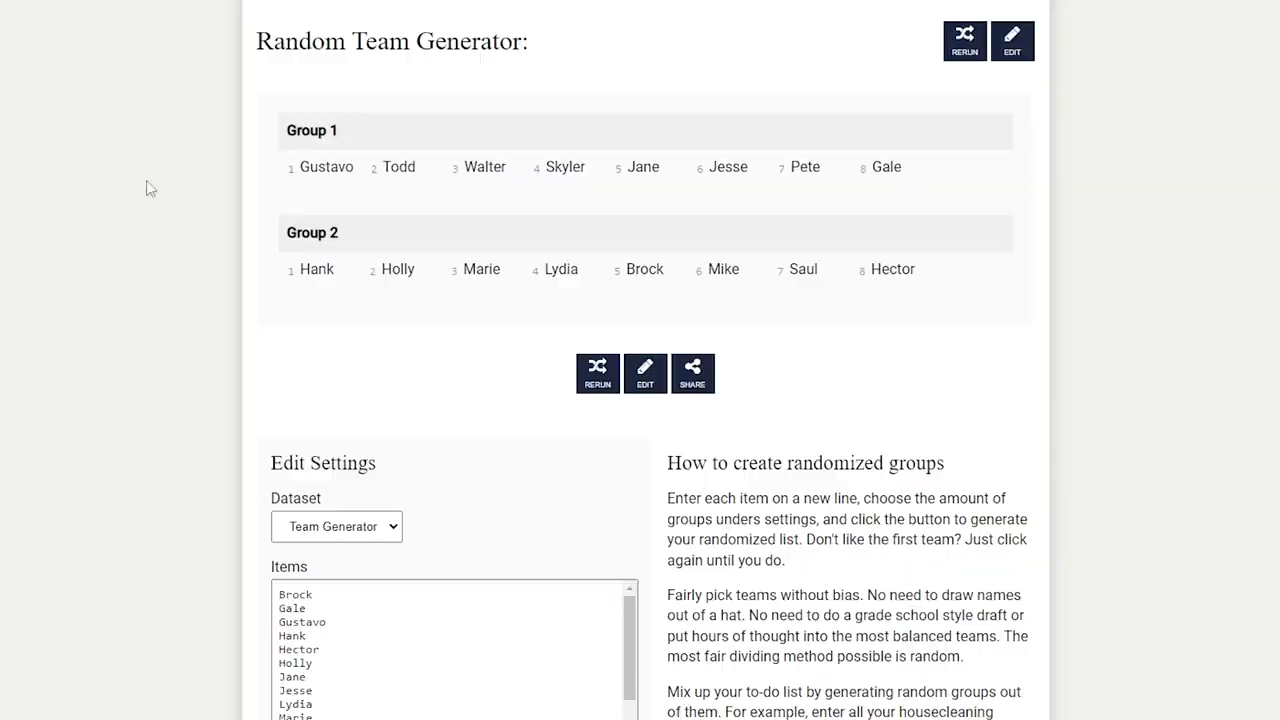 Random Team Generator:
RERUN
EDIT
Group 1
1 Gustavo 2 Todd 3 Walter 4 Skyler 5 Jane 6 Jesse 7 Pete 8 Gale
Group 2
1 Hank 2 Holly 3 Marie 4 Lydia 5 Brock 6 Mike 7 Saul 8 Hector
RERUN
EDIT
SHARE
Edit Settings
Dataset
Team Generator
Items
Brock
Gale
Gustavo
Hank
Hector
Holly
Jane
Jesse
Lydia
Marie
How to create randomized groups
Enter each item on a new line, choose the amount of
groups unders settings, and click the button to generate
your randomized list. Don't like the first team? Just click
again until you do.
Fairly pick teams without bias. No need to draw names
out of a hat. No need to do a grade school style draft or
put hours of thought into the most balanced teams. The
most fair dividing method possible is random.
Mix up your to-do list by generating random groups out
of them. For example, enter all your housecleaning